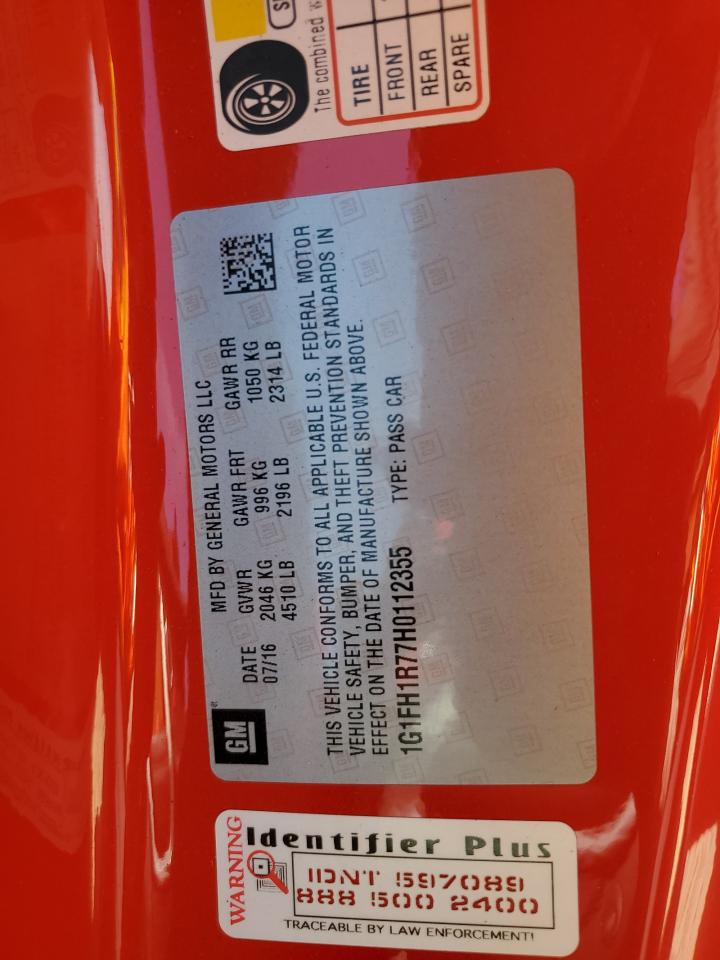 The combined
TIRE
FRONT
REAR
SPARE
MFD BY GENERAL MOTORS LLC
DATE GVWR GAWR FRT GAWR RR
07/16 2046 KG 996 KG 1050 KG
4510 LB 2196 LB 2314 LB
GM
THIS VEHICLE CONFORMS TO ALL APPLICABLE U.S. FEDERAL MOTOR
VEHICLE SAFETY, BUMPER, AND THEFT PREVENTION STANDARDS IN
EFFECT ON THE DATE OF MANUFACTURE SHOWN ABOVE.
1G1FH1R77H0112355 TYPE: PASS CAR
WARNING
Identifier Plus
IDNT 597089
888 500 2400
TRACEABLE BY LAW ENFORCEMENT!